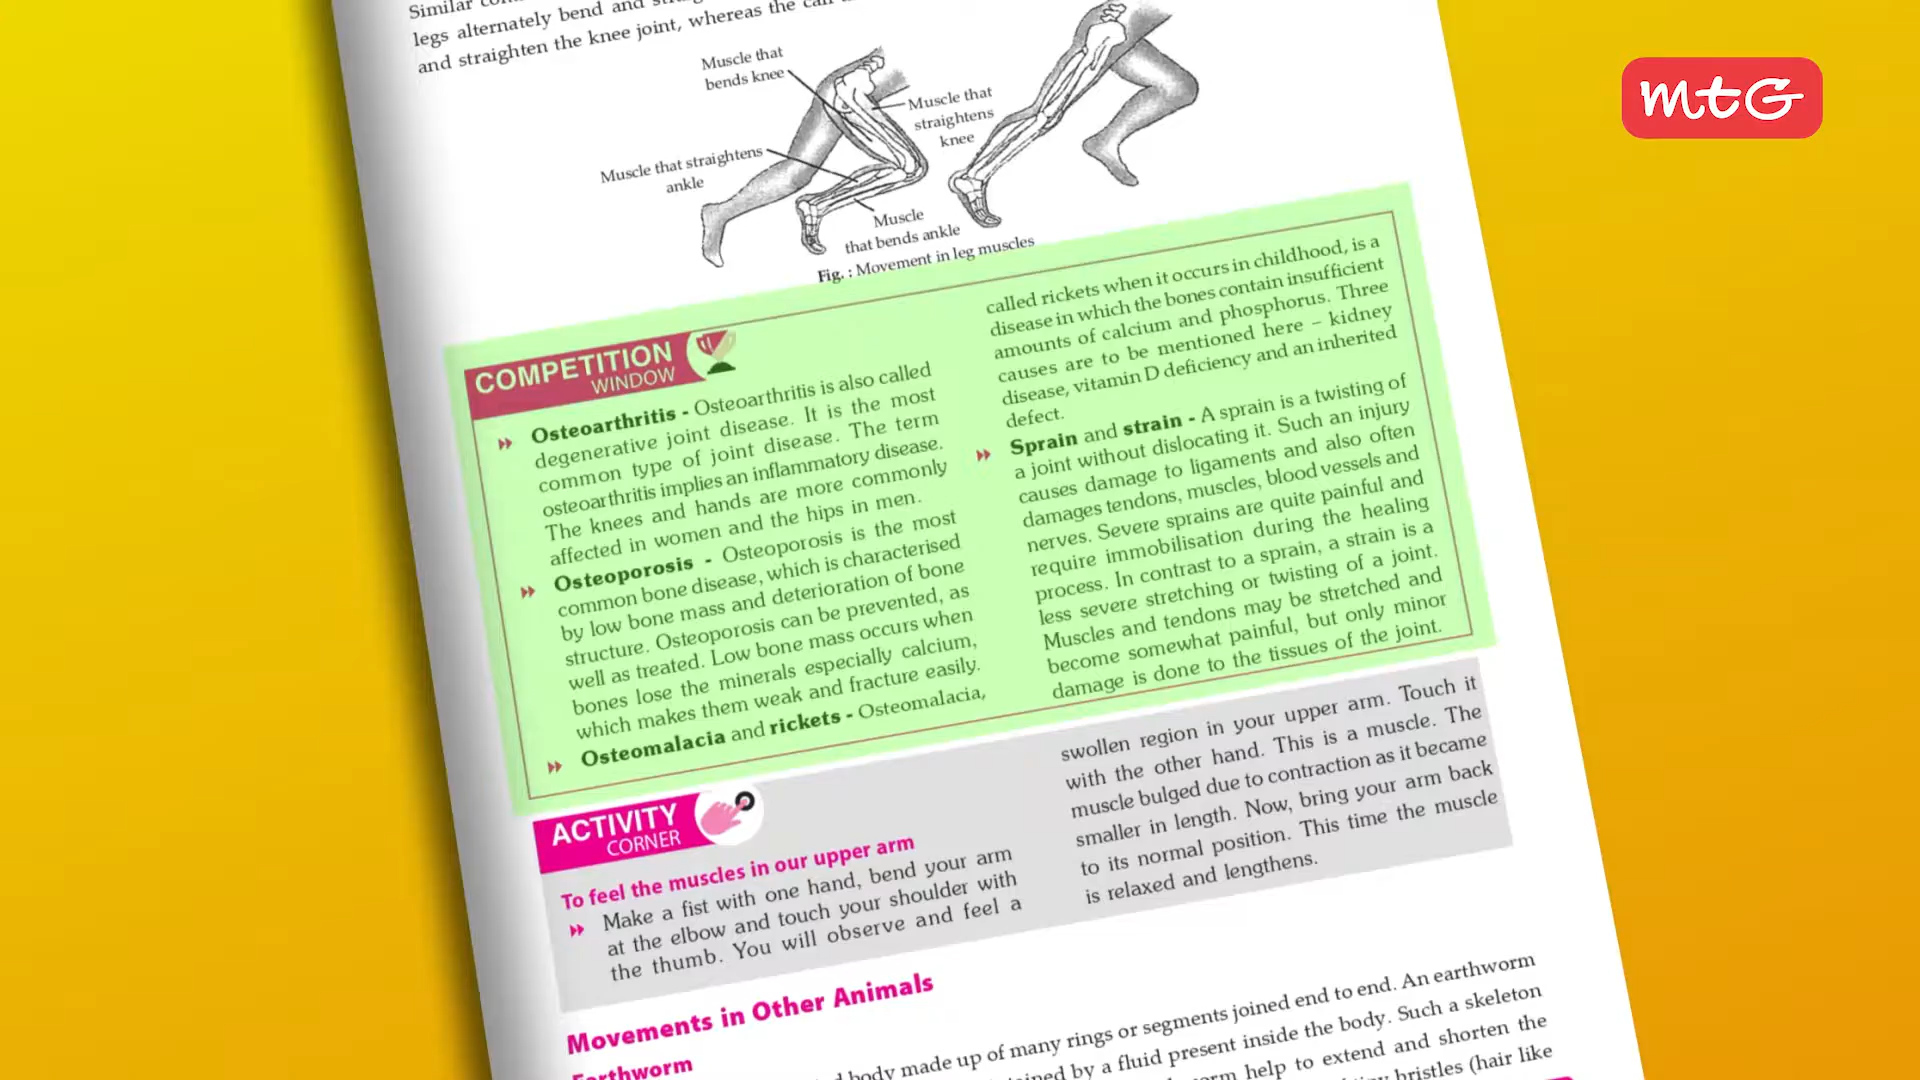 Similar
legs alternately bend and
and straighten the knee joint, whereas the
Muscle that
bends knee
Muscle that
straightens
knee
Muscle that straightens
ankle
Muscle
that bends ankle
Fig. : Movement in leg muscles
mtG
COMPETITION
WINDOW
Osteoarthritis - Osteoarthritis is also called
degenerative joint disease. It is the most
common type of joint disease. The term
osteoarthritis implies an inflammatory disease.
The knees and hands are more commonly
affected in women and the hips in men.
Osteoporosis - Osteoporosis is the most
common bone disease, which is characterised
by low bone mass and deterioration of bone
structure. Osteoporosis can be prevented, as
well as treated. Low bone mass occurs when
bones lose the minerals especially calcium,
which makes them weak and fracture easily.
Osteomalacia and rickets - Osteomalacia,
called rickets when it occurs in childhood, is a
disease in which the bones contain insufficient
amounts of calcium and phosphorus. Three
causes are to be mentioned here – kidney
disease, vitamin D deficiency and an inherited
defect.
Sprain and strain - A sprain is a twisting of
a joint without dislocating it. Such an injury
causes damage to ligaments and also often
damages tendons, muscles, blood vessels and
nerves. Severe sprains are quite painful and
require immobilisation during the healing
process. In contrast to a sprain, a strain is a
less severe stretching or twisting of a joint.
Muscles and tendons may be stretched and
become somewhat painful, but only minor
damage is done to the tissues of the joint.
ACTIVITY
CORNER
To feel the muscles in our upper arm
Make a fist with one hand, bend your arm
at the elbow and touch your shoulder with
the thumb. You will observe and feel a
swollen region in your upper arm. Touch it
with the other hand. This is a muscle. The
muscle bulged due to contraction as it became
smaller in length. Now, bring your arm back
to its normal position. This time the muscle
is relaxed and lengthens.
Movements in Other Animals
Earthworm
body made up of many rings or segments joined end to end. An earthworm
by a fluid present inside the body. Such a skeleton
help to extend and shorten the
bristles (hair like